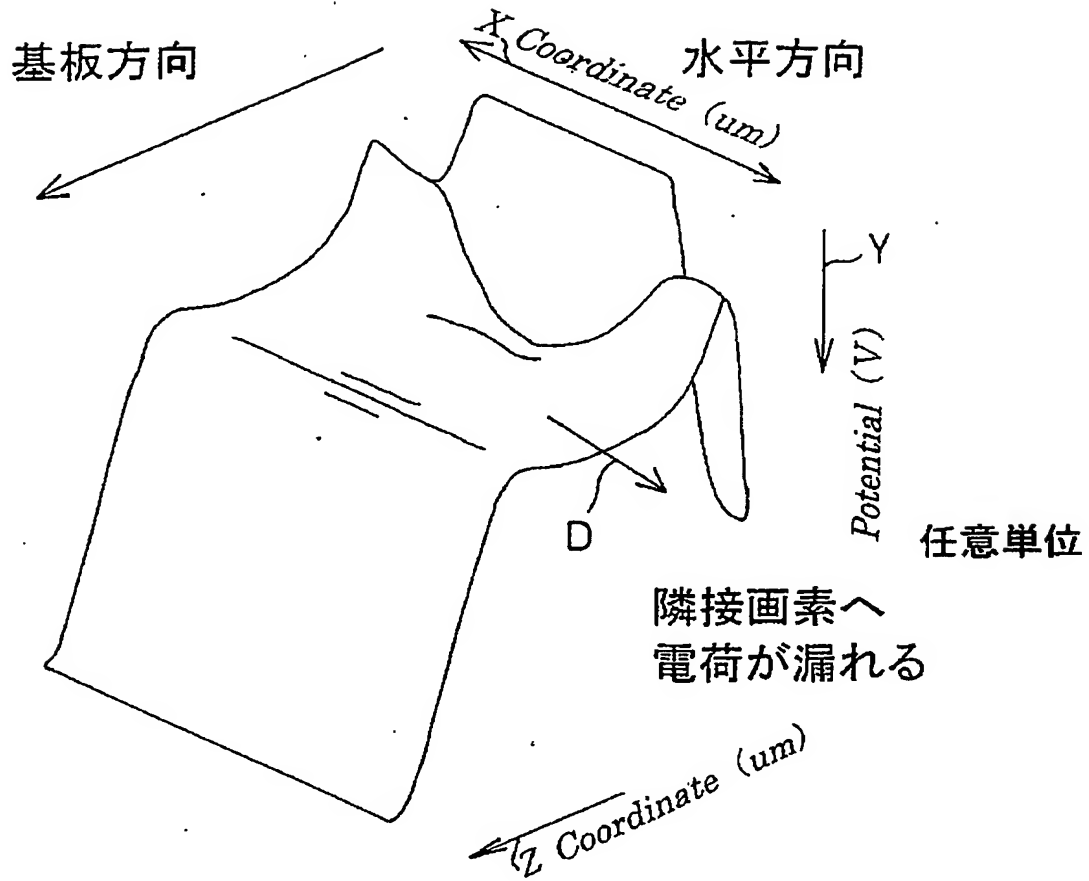 基板方向
X Coordinate (um)
水平方向
Y
Potential (V)
任意単位
D
隣接画素へ
電荷が漏れる
Z Coordinate (um)